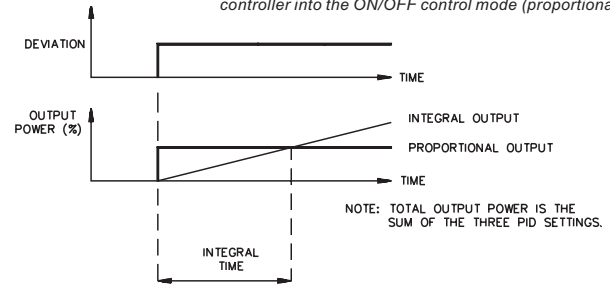 controller into the ON/OFF control mode (proportiona
DEVIATION
TIME
OUTPUT
POWER (%)
INTEGRAL OUTPUT
PROPORTIONAL OUTPUT
TIME
NOTE: TOTAL OUTPUT POWER IS THE
SUM OF THE THREE PID SETTINGS.
INTEGRAL
TIME